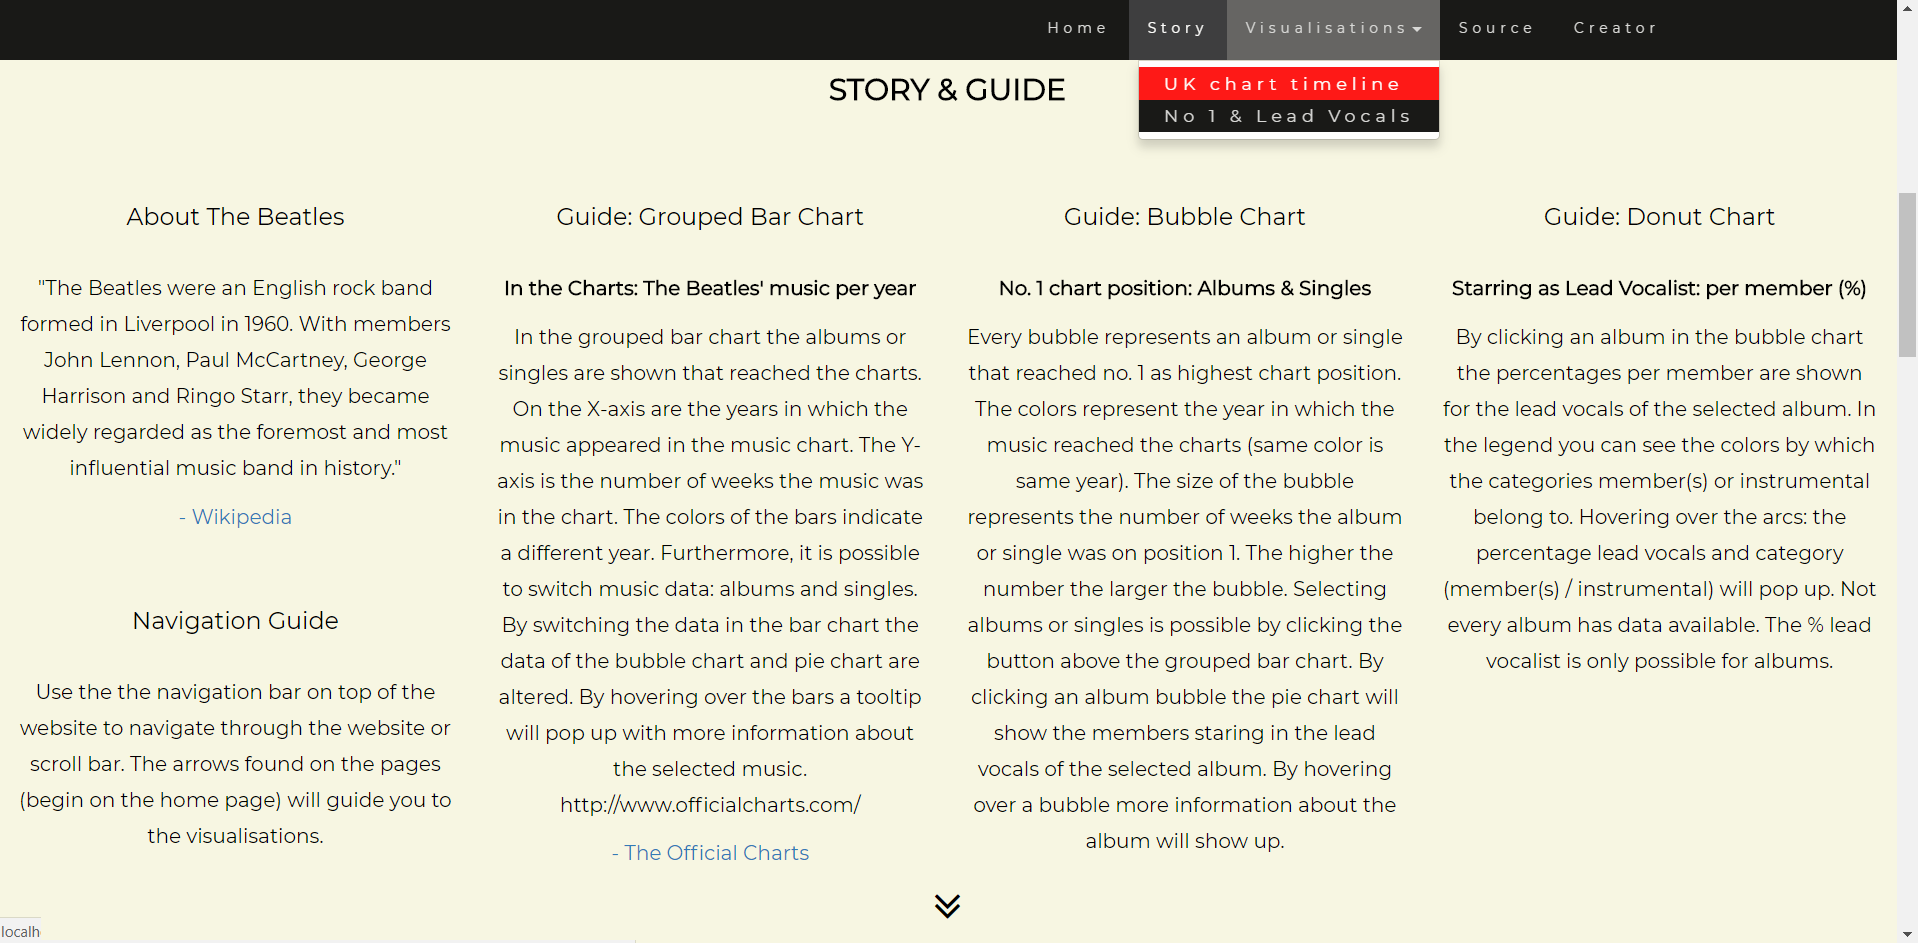 Home Story Visualisations Source Creator
UK chart timeline
No 1 & Lead Vocals
STORY & GUIDE
About The Beatles
"The Beatles were an English rock band
formed in Liverpool in 1960. With members
John Lennon, Paul McCartney, George
Harrison and Ringo Starr, they became
widely regarded as the foremost and most
influential music band in history."
- Wikipedia
Navigation Guide
Use the the navigation bar on top of the
website to navigate through the website or
scroll bar. The arrows found on the pages
(begin on the home page) will guide you to
the visualisations.
Guide: Grouped Bar Chart
In the Charts: The Beatles' music per year
In the grouped bar chart the albums or
singles are shown that reached the charts.
On the X-axis are the years in which the
music appeared in the music chart. The Y-
axis is the number of weeks the music was
in the chart. The colors of the bars indicate
a different year. Furthermore, it is possible
to switch music data: albums and singles.
By switching the data in the bar chart the
data of the bubble chart and pie chart are
altered. By hovering over the bars a tooltip
will pop up with more information about
the selected music.
http://www.officialcharts.com/
- The Official Charts
Guide: Bubble Chart
No. 1 chart position: Albums & Singles
Every bubble represents an album or single
that reached no. 1 as highest chart position.
The colors represent the year in which the
music reached the charts (same color is
same year). The size of the bubble
represents the number of weeks the album
or single was on position 1. The higher the
number the larger the bubble. Selecting
albums or singles is possible by clicking the
button above the grouped bar chart. By
clicking an album bubble the pie chart will
show the members staring in the lead
vocals of the selected album. By hovering
over a bubble more information about the
album will show up.
Guide: Donut Chart
Starring as Lead Vocalist: per member (%)
By clicking an album in the bubble chart
the percentages per member are shown
for the lead vocals of the selected album. In
the legend you can see the colors by which
the categories member(s) or instrumental
belong to. Hovering over the arcs: the
percentage lead vocals and category
(member(s) / instrumental) will pop up. Not
every album has data available. The % lead
vocalist is only possible for albums.
localh